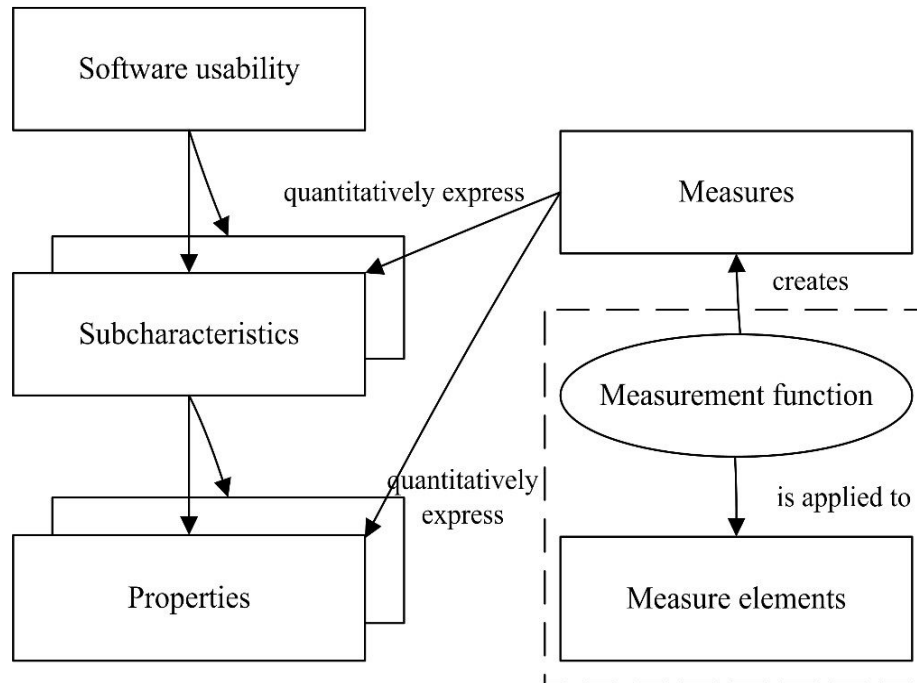 Software usability
quantitatively express
Measures
creates
Subcharacteristics
Measurement function
quantitatively
express
is applied to
Properties
Measure elements